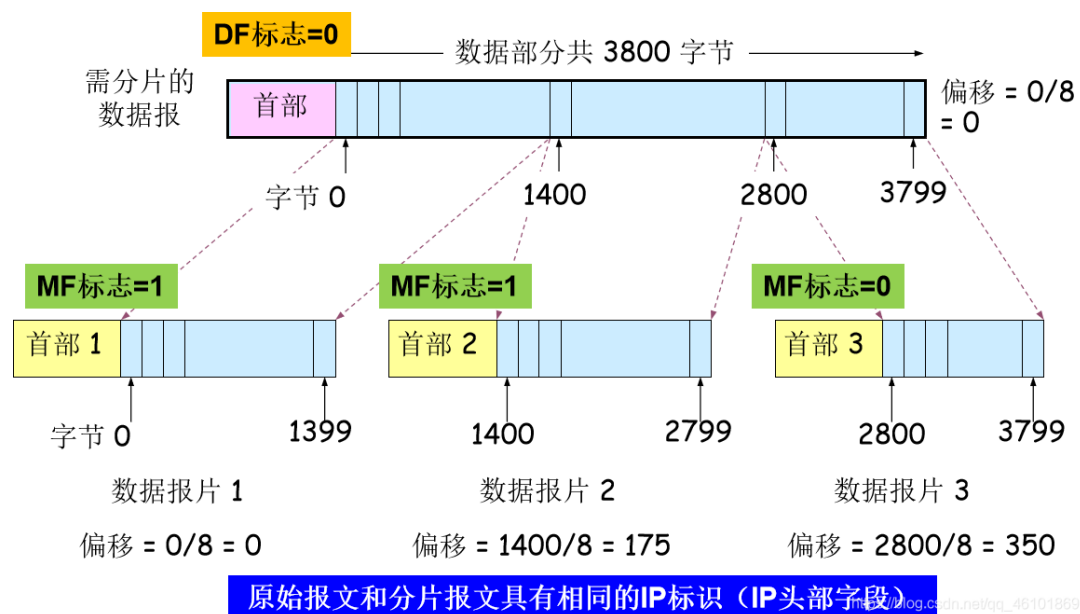 DF标志=0
数据部分共 3800 字节
需分片的
数据报
首部
偏移 = 0/8
= 0
字节 0
1400
2800
3799
MF标志=1
MF标志=1
MF标志=0
首部 1
首部 2
首部 3
字节 0
1399
1400
2799
2800
3799
数据报片 1
数据报片 2
数据报片 3
偏移 = 0/8 = 0
偏移 = 1400/8 = 175
偏移 = 2800/8 = 350
原始报文和分片报文具有相同的IP标识（IP头部字段）
https://blog.csdn.net/qq_46101869